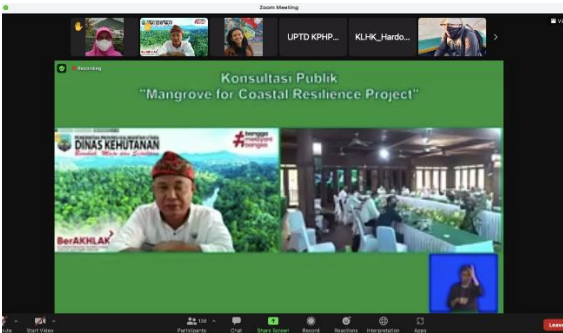 Zoom Meeting
UPTD KPHP...
KLHK_Hardo...
Recording
Konsultasi Publik
"Mangrove for Coastal Resilience Project"
DINAS KEHUTANAN
#bangga
melayani
bangsa
BerAKHLAK
Start Video
Participants
Chat
Share Screen
Record
Reactions
Interpretation
Apps
Leave